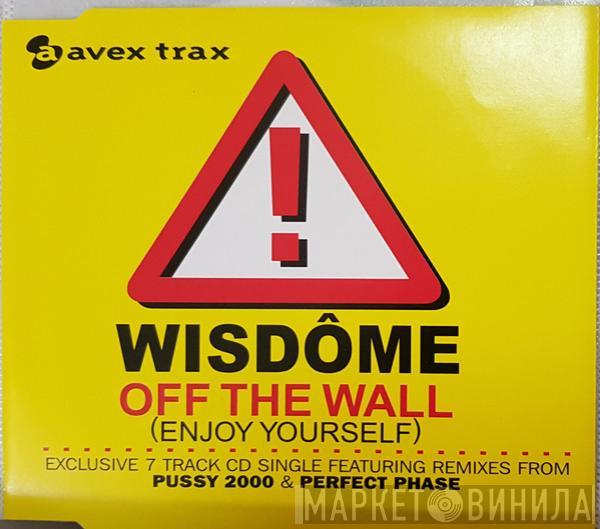 a avex trax
!
WISDÔME
OFF THE WALL
(ENJOY YOURSELF)
EXCLUSIVE 7 TRACK CD SINGLE FEATURING REMIXES FROM
PUSSY 2000 & PERFECT PHASE
МАРКЕТ ВИНИЛА